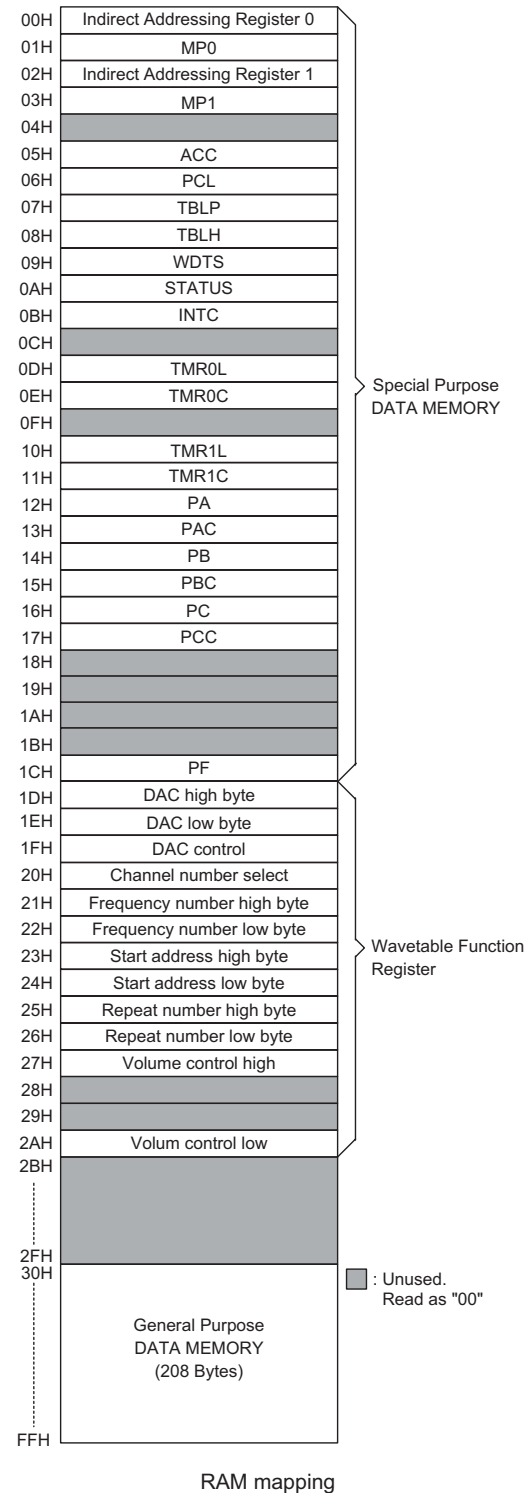 00H Indirect Addressing Register 0
01H MP0
02H Indirect Addressing Register 1
03H MP1
04H
05H ACC
06H PCL
07H TBLP
08H TBLH
09H WDTS
0AH STATUS
0BH INTC
0CH
0DH TMR0L
0EH TMR0C
0FH
10H TMR1L
11H TMR1C
12H PA
13H PAC
14H PB
15H PBC
16H PC
17H PCC
18H
19H
1AH
1BH
1CH PF
Special Purpose
DATA MEMORY
1DH DAC high byte
1EH DAC low byte
1FH DAC control
20H Channel number select
21H Frequency number high byte
22H Frequency number low byte
23H Start address high byte
24H Start address low byte
25H Repeat number high byte
26H Repeat number low byte
27H Volume control high
28H
29H
2AH Volum control low
Wavetable Function
Register
2BH
2FH
30H
General Purpose
DATA MEMORY
(208 Bytes)
FFH
: Unused.
Read as "00"
RAM mapping